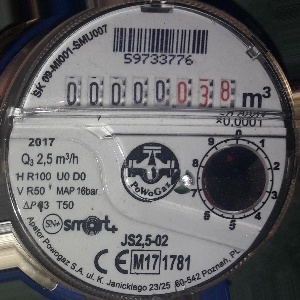 SK 09-MI001-SMU007
59733776
00000038 m³
×0,0001
2017
Q₃ 2,5 m³/h
H R100 U0 D0
V R50 MAP 16bar
T50
PoWoGaz
SN+ smart+
JS2,5-02
CE M17 1781
Apator Powogaz S.A. ul. K. Janickiego 23/25 60-542 Poznań, PL